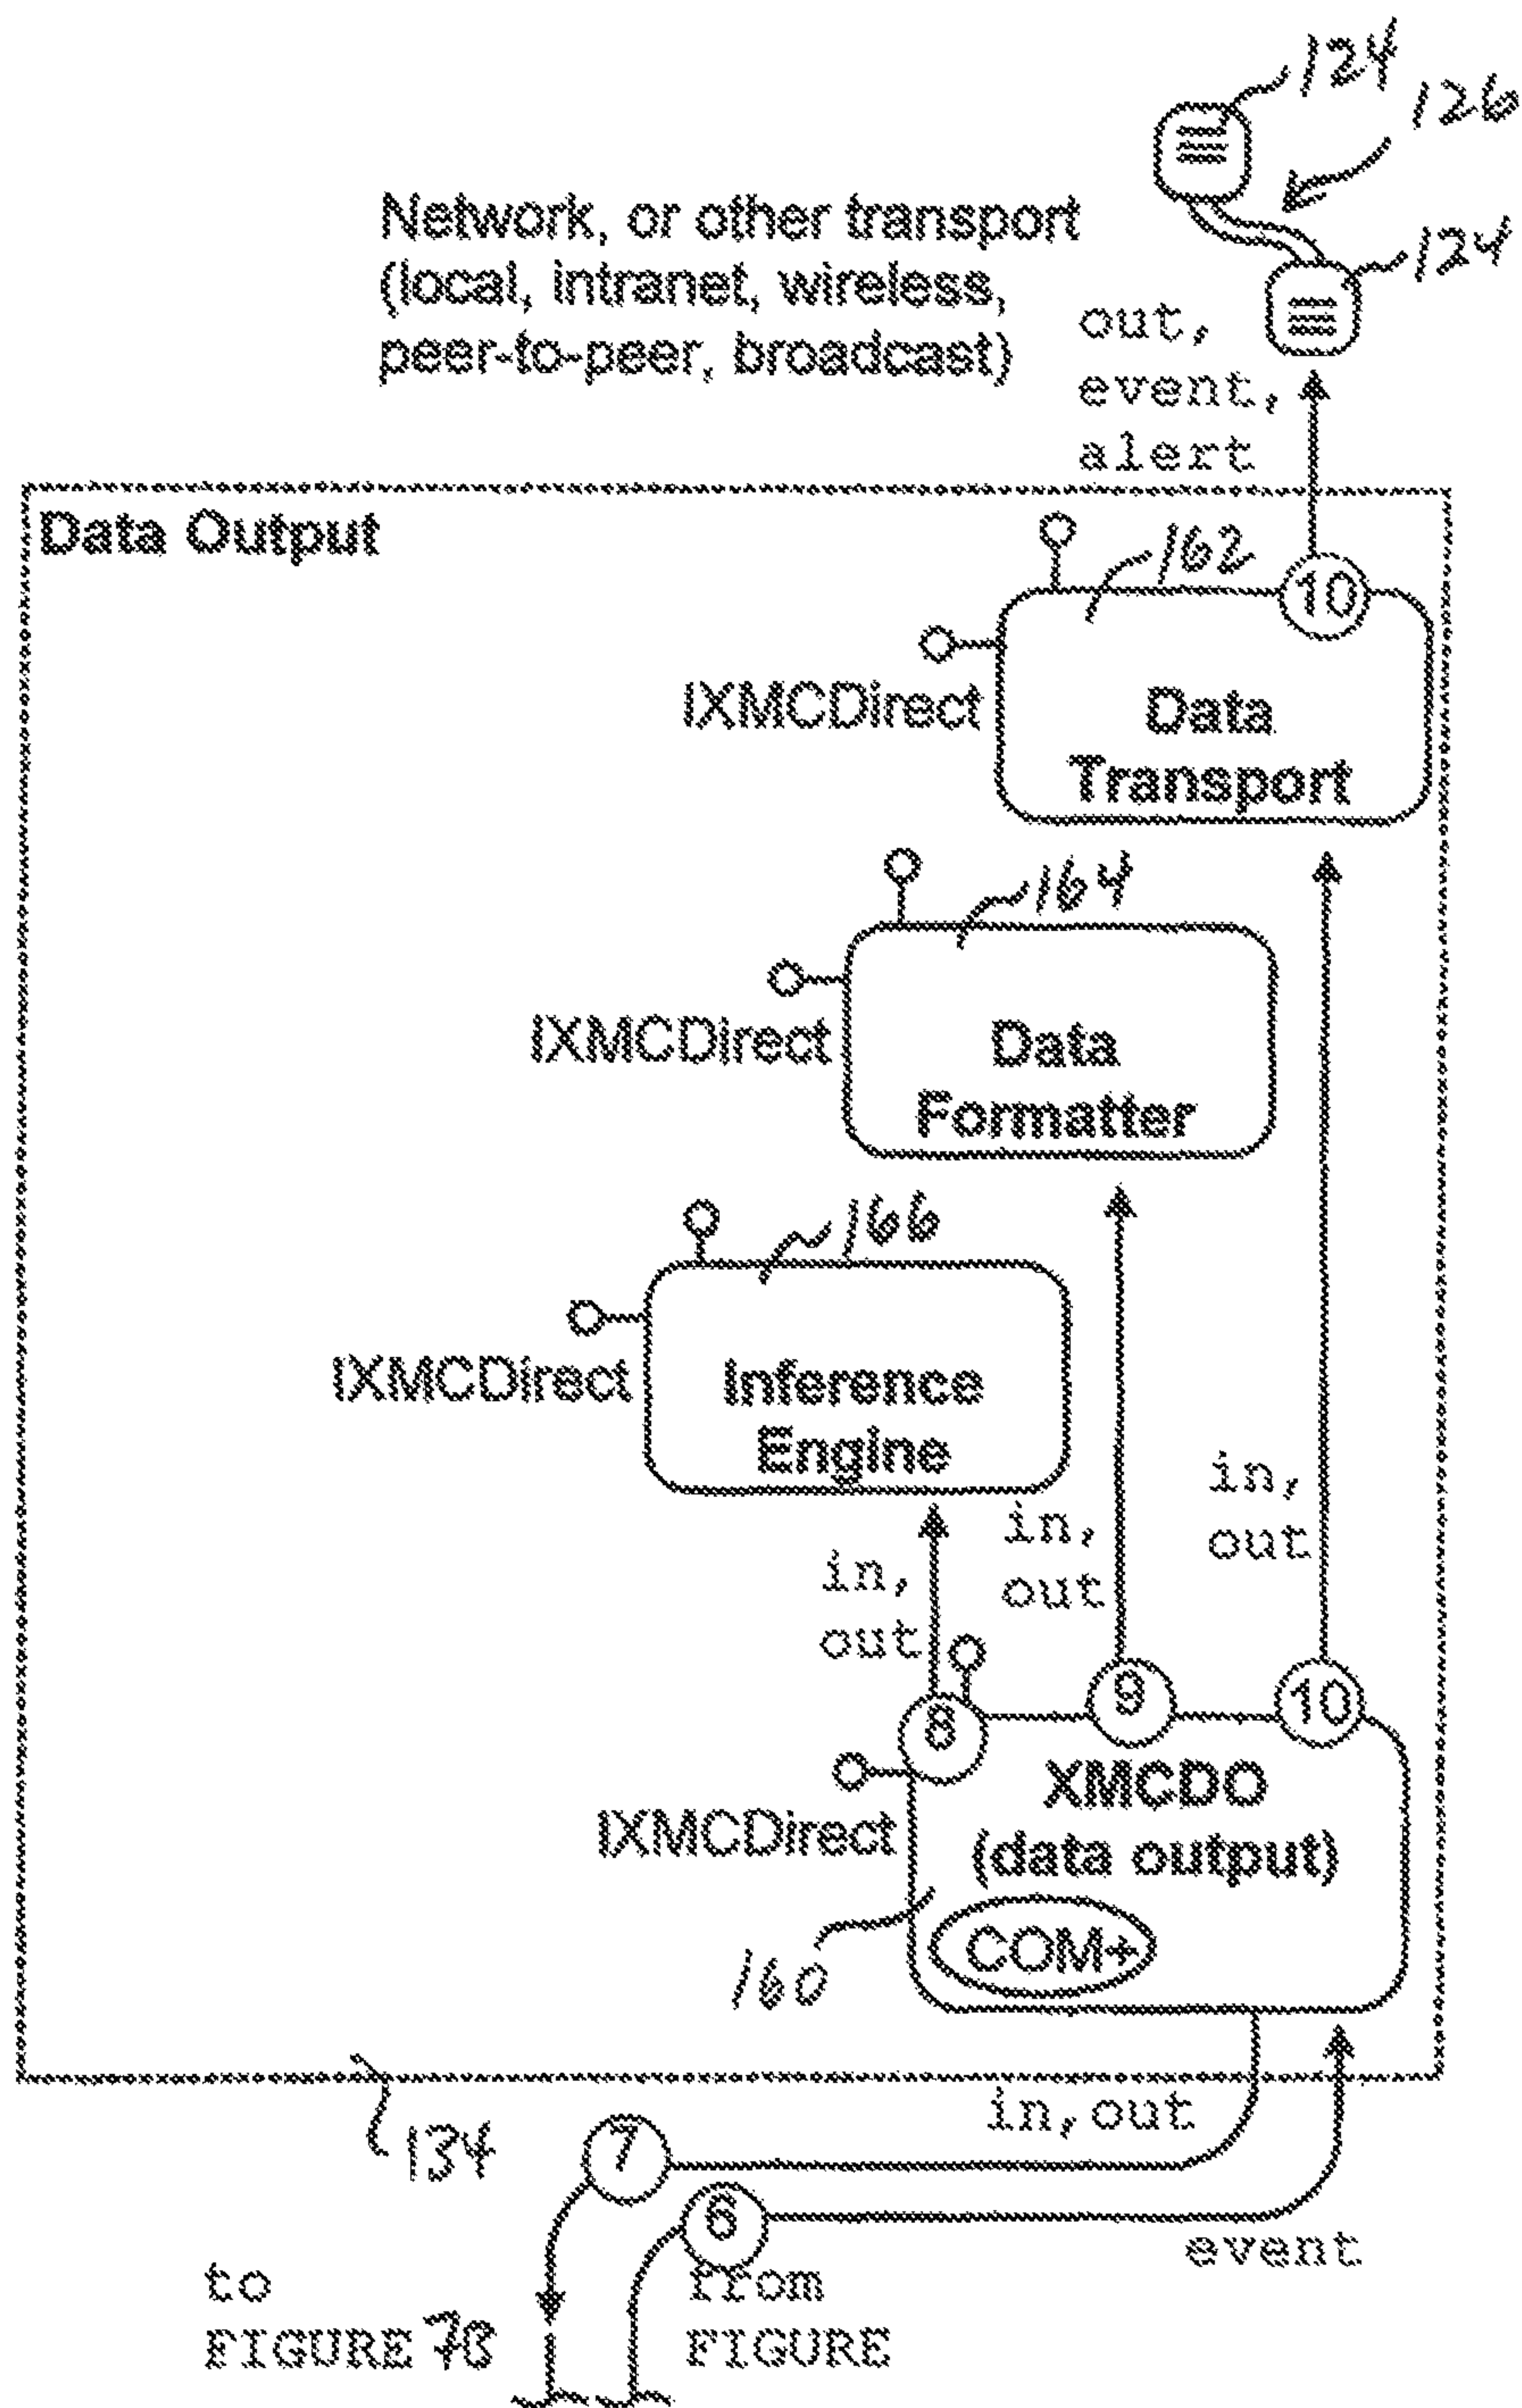 124
126
Network, or other transport
(local, intranet, wireless,
peer-to-peer, broadcast)
124
out,
event,
alert
Data Output
162
10
IXMCDirect
Data
Transport
164
IXMCDirect
Data
Formatter
166
IXMCDirect
Inference
Engine
in,
out
in,
out
in,
out
8
9
10
XMCDO
(data output)
IXMCDirect
COM+
160
in, out
134
7
6
event
to
FIGURE
from
FIGURE